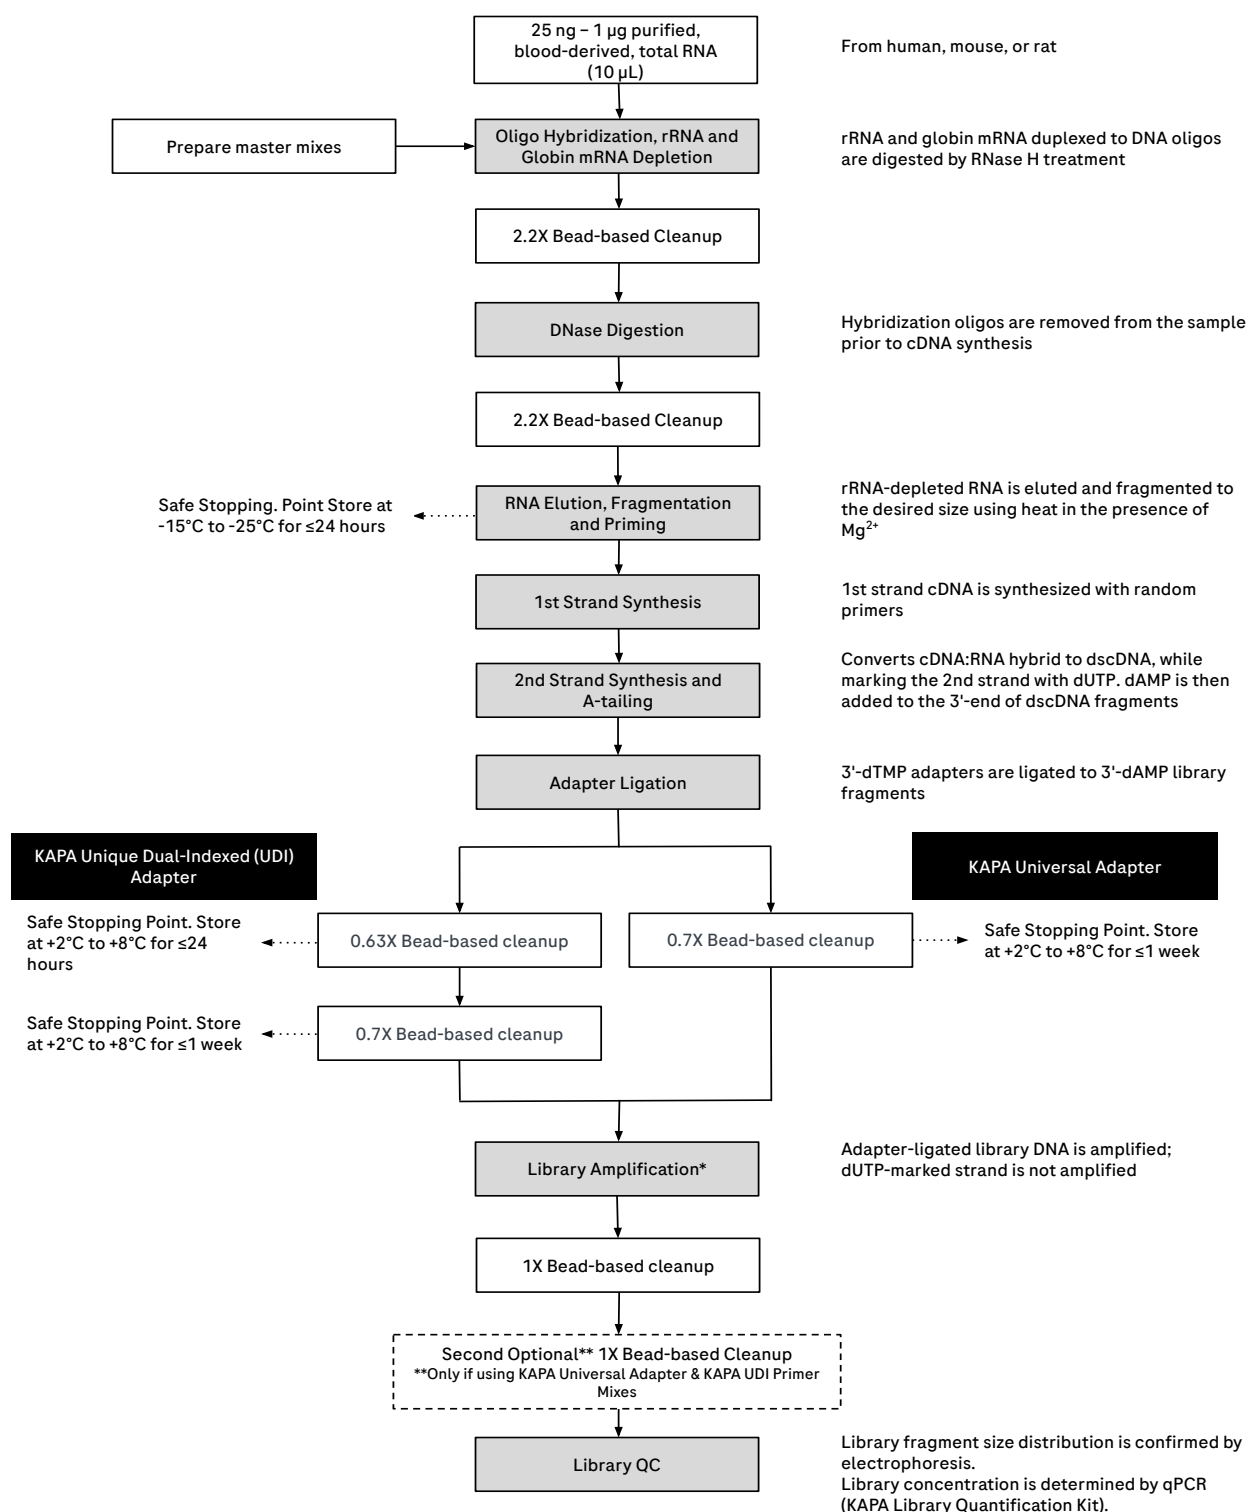 25 ng – 1 µg purified,
blood-derived, total RNA
(10 µL)
From human, mouse, or rat
Prepare master mixes
Oligo Hybridization, rRNA and
Globin mRNA Depletion
rRNA and globin mRNA duplexed to DNA oligos
are digested by RNase H treatment
2.2X Bead-based Cleanup
DNase Digestion
Hybridization oligos are removed from the sample
prior to cDNA synthesis
2.2X Bead-based Cleanup
Safe Stopping. Point Store at
-15°C to -25°C for ≤24 hours
RNA Elution, Fragmentation
and Priming
rRNA-depleted RNA is eluted and fragmented to
the desired size using heat in the presence of
Mg²⁺
1st Strand Synthesis
1st strand cDNA is synthesized with random
primers
2nd Strand Synthesis and
A-tailing
Converts cDNA:RNA hybrid to dscDNA, while
marking the 2nd strand with dUTP. dAMP is then
added to the 3'-end of dscDNA fragments
Adapter Ligation
3'-dTMP adapters are ligated to 3'-dAMP library
fragments
KAPA Unique Dual-Indexed (UDI)
Adapter
KAPA Universal Adapter
Safe Stopping Point. Store
at +2°C to +8°C for ≤24
hours
0.63X Bead-based cleanup
0.7X Bead-based cleanup
Safe Stopping Point. Store
at +2°C to +8°C for ≤1 week
Safe Stopping Point. Store
at +2°C to +8°C for ≤1 week
0.7X Bead-based cleanup
Library Amplification*
Adapter-ligated library DNA is amplified;
dUTP-marked strand is not amplified
1X Bead-based cleanup
Second Optional** 1X Bead-based Cleanup
**Only if using KAPA Universal Adapter & KAPA UDI Primer
Mixes
Library QC
Library fragment size distribution is confirmed by
electrophoresis.
Library concentration is determined by qPCR
(KAPA Library Quantification Kit).